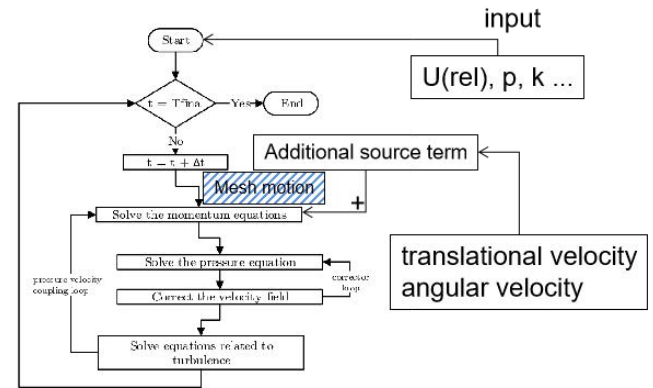 input
Start
U(rel), p, k ...
t = Tfina
Yes
End
No
t = t + Δt
Additional source term
Mesh motion
+
Solve the momentum equations
translational velocity
angular velocity
Solve the pressure equation
pressure velocity
coupling loop
corrector
loop
Correct the velocity field
Solve equations related to
turbulence